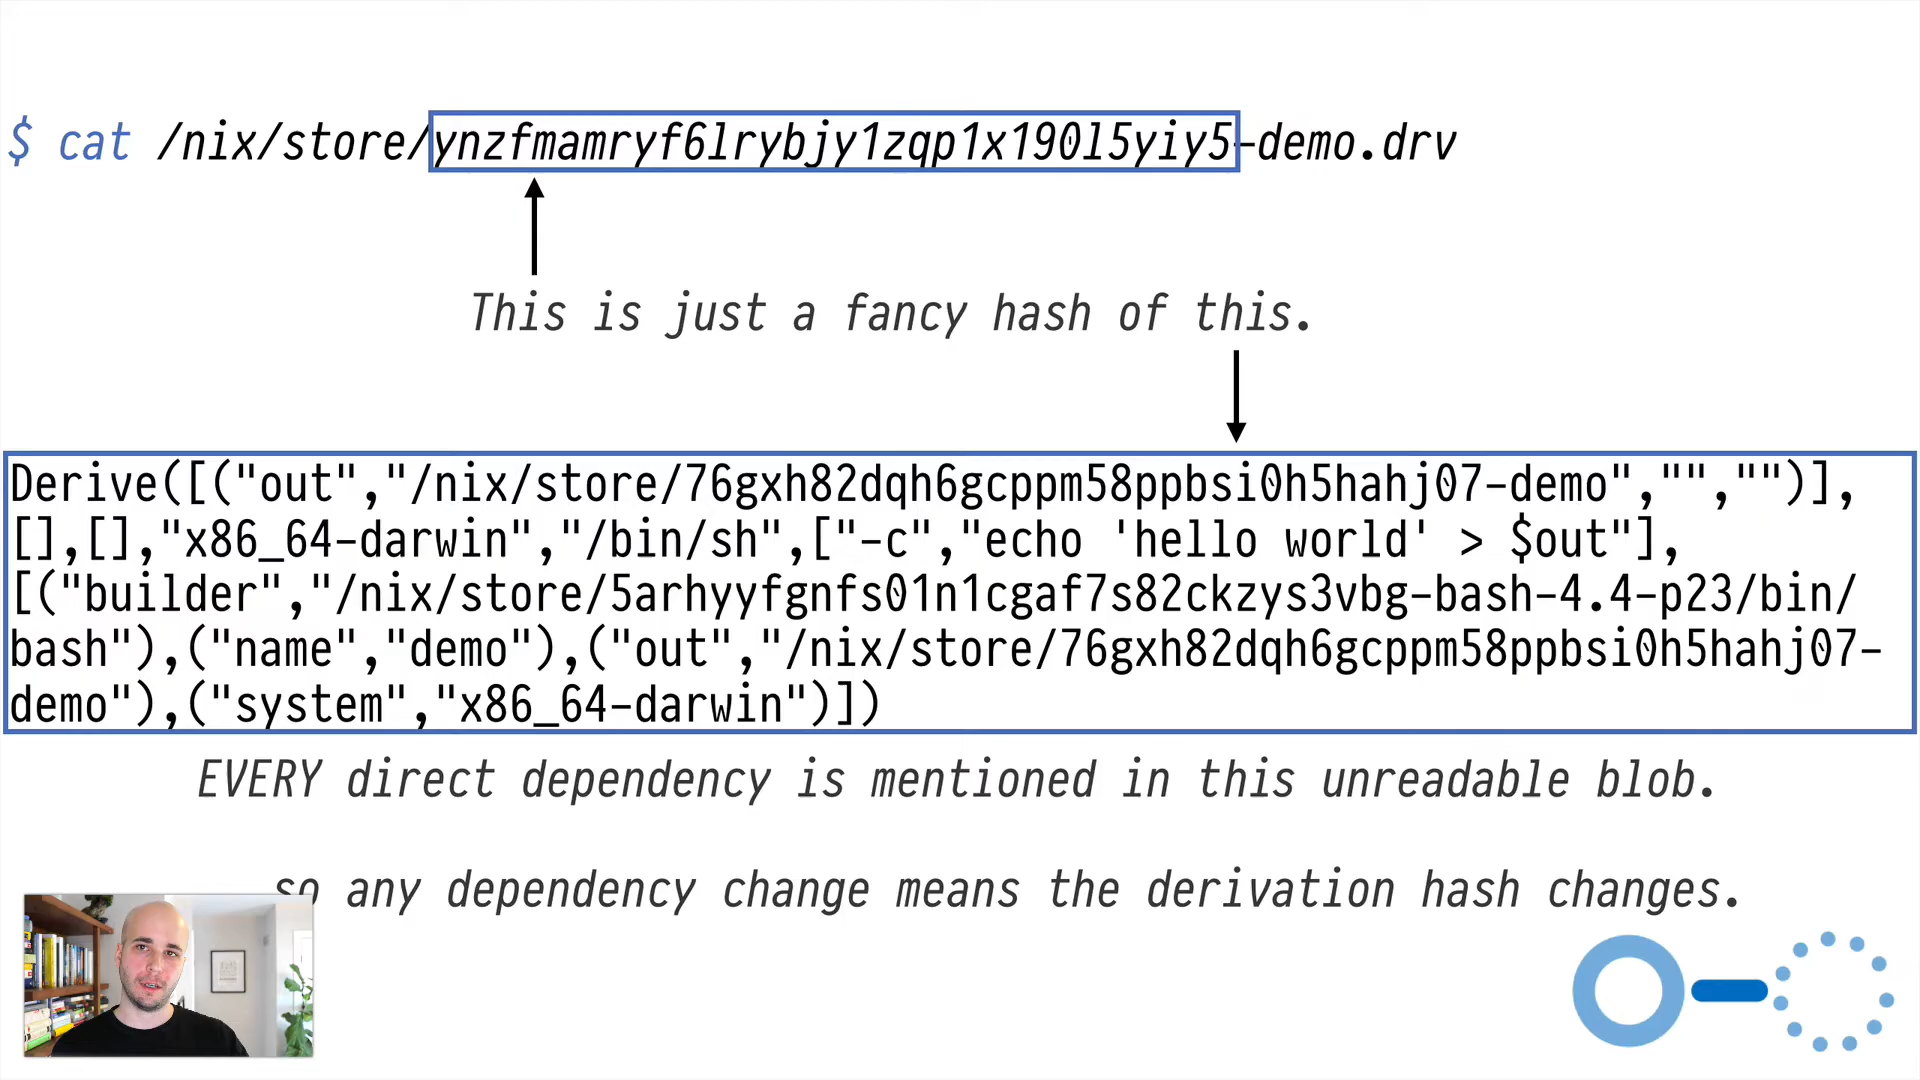 $ cat /nix/store/ynzfmamryf6lrybjy1zqp1x190l5yiy5-demo.drv
This is just a fancy hash of this.
Derive([("out","/nix/store/76gxh82dqh6gcppm58ppbsi0h5hahj07-demo","","")],
[],[],"x86_64-darwin","/bin/sh",["-c","echo 'hello world' > $out"],
[("builder","/nix/store/5arhyyfgnfs01n1cgaf7s82ckzys3vbg-bash-4.4-p23/bin/
bash"),("name","demo"),("out","/nix/store/76gxh82dqh6gcppm58ppbsi0h5hahj07-
demo"),("system","x86_64-darwin")])
EVERY direct dependency is mentioned in this unreadable blob.
so any dependency change means the derivation hash changes.